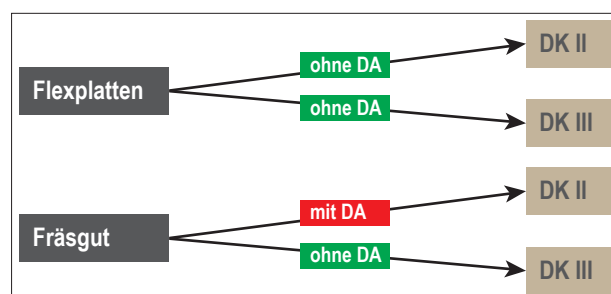 DK II
ohne DA
Flexplatten
ohne DA
DK III
DK II
mit DA
Fräsgut
ohne DA
DK III